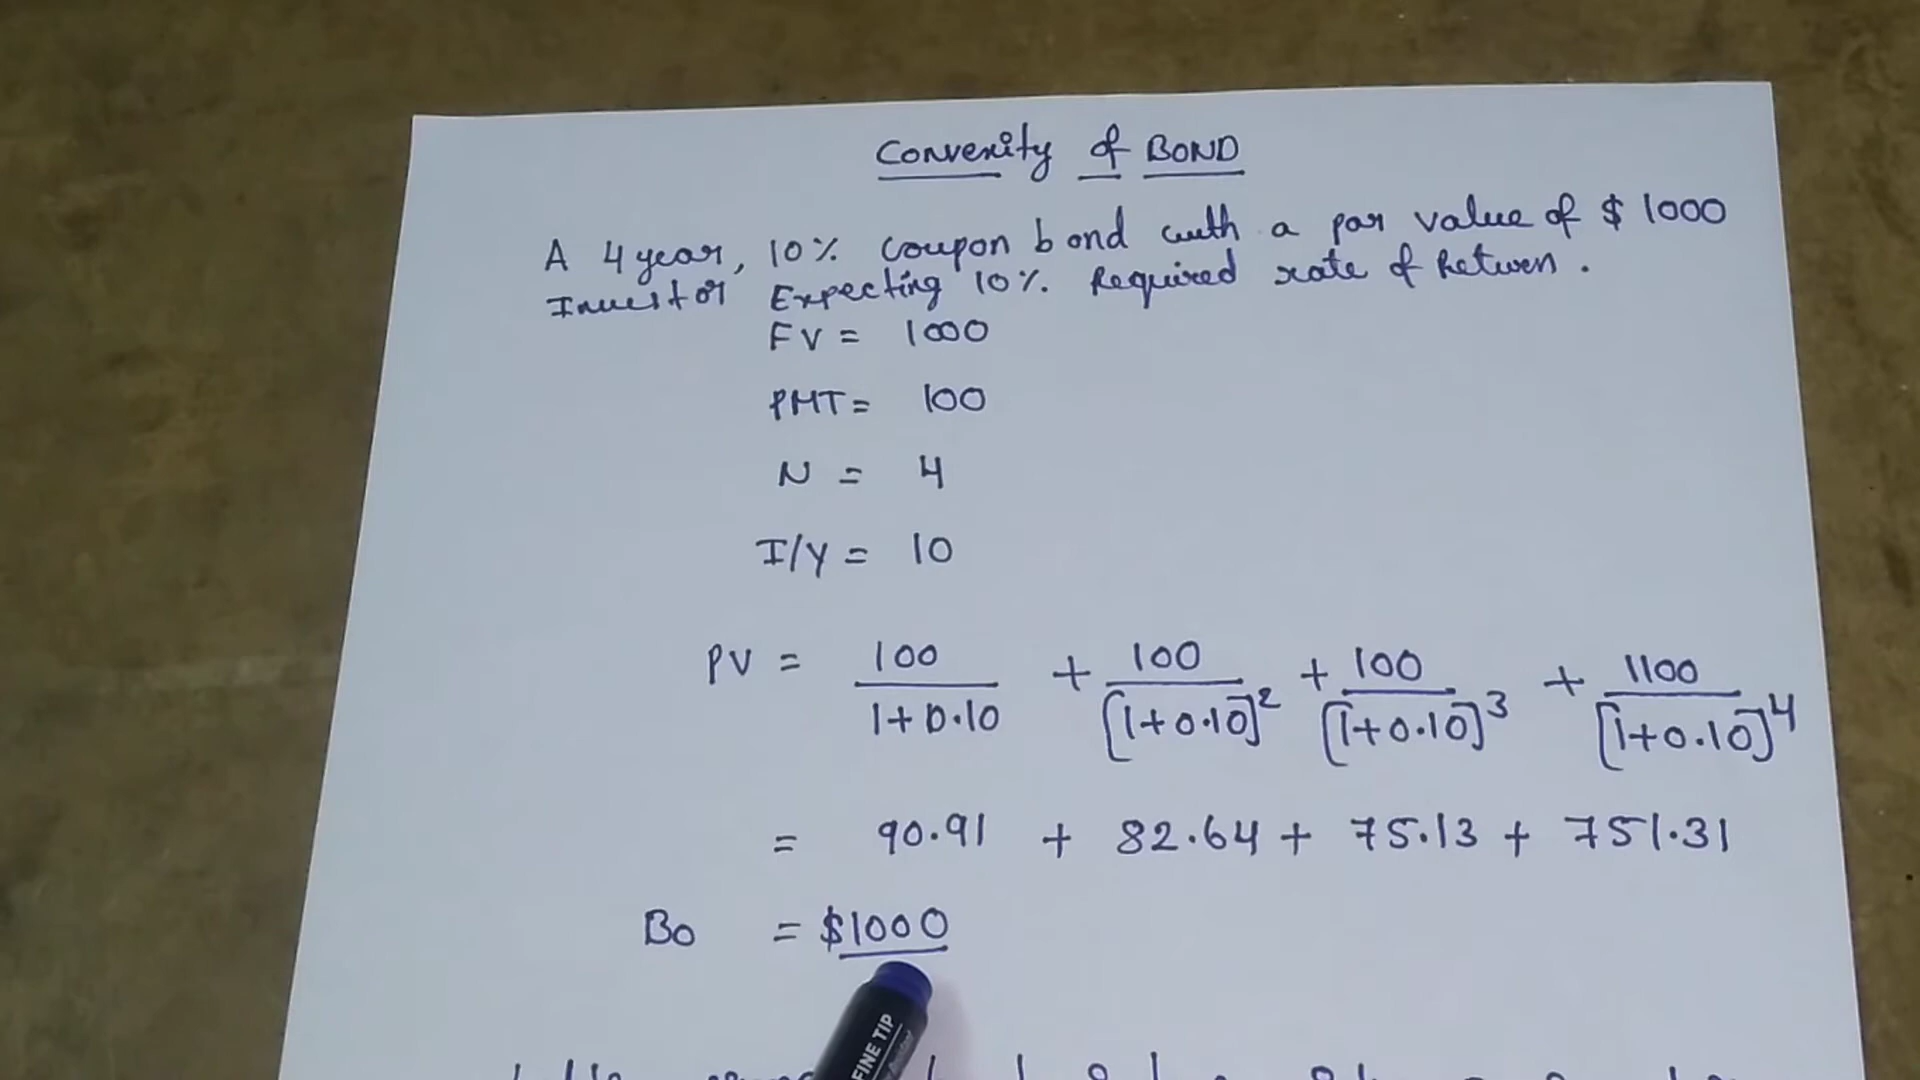 Convexity of BOND
A 4 year, 10% coupon bond with a par value of $ 1000
Investor Expecting 10% Required rate of Return.
FV = 1000
PMT = 100
N = 4
I/Y = 10
PV = 100/1+0.10 + 100/[1+0.10]² + 100/[1+0.10]³ + 1100/[1+0.10]⁴
= 90.91 + 82.64 + 75.13 + 751.31
Bo = $1000
FINE TIP